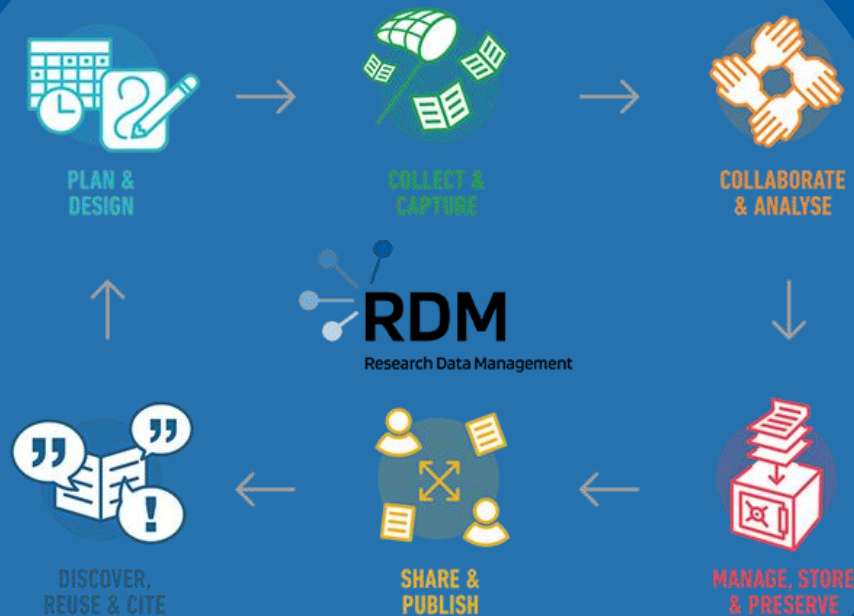 PLAN &
DESIGN
COLLECT &
CAPTURE
COLLABORATE
& ANALYSE
RDM
Research Data Management
DISCOVER,
REUSE & CITE
SHARE &
PUBLISH
MANAGE, STORE
& PRESERVE